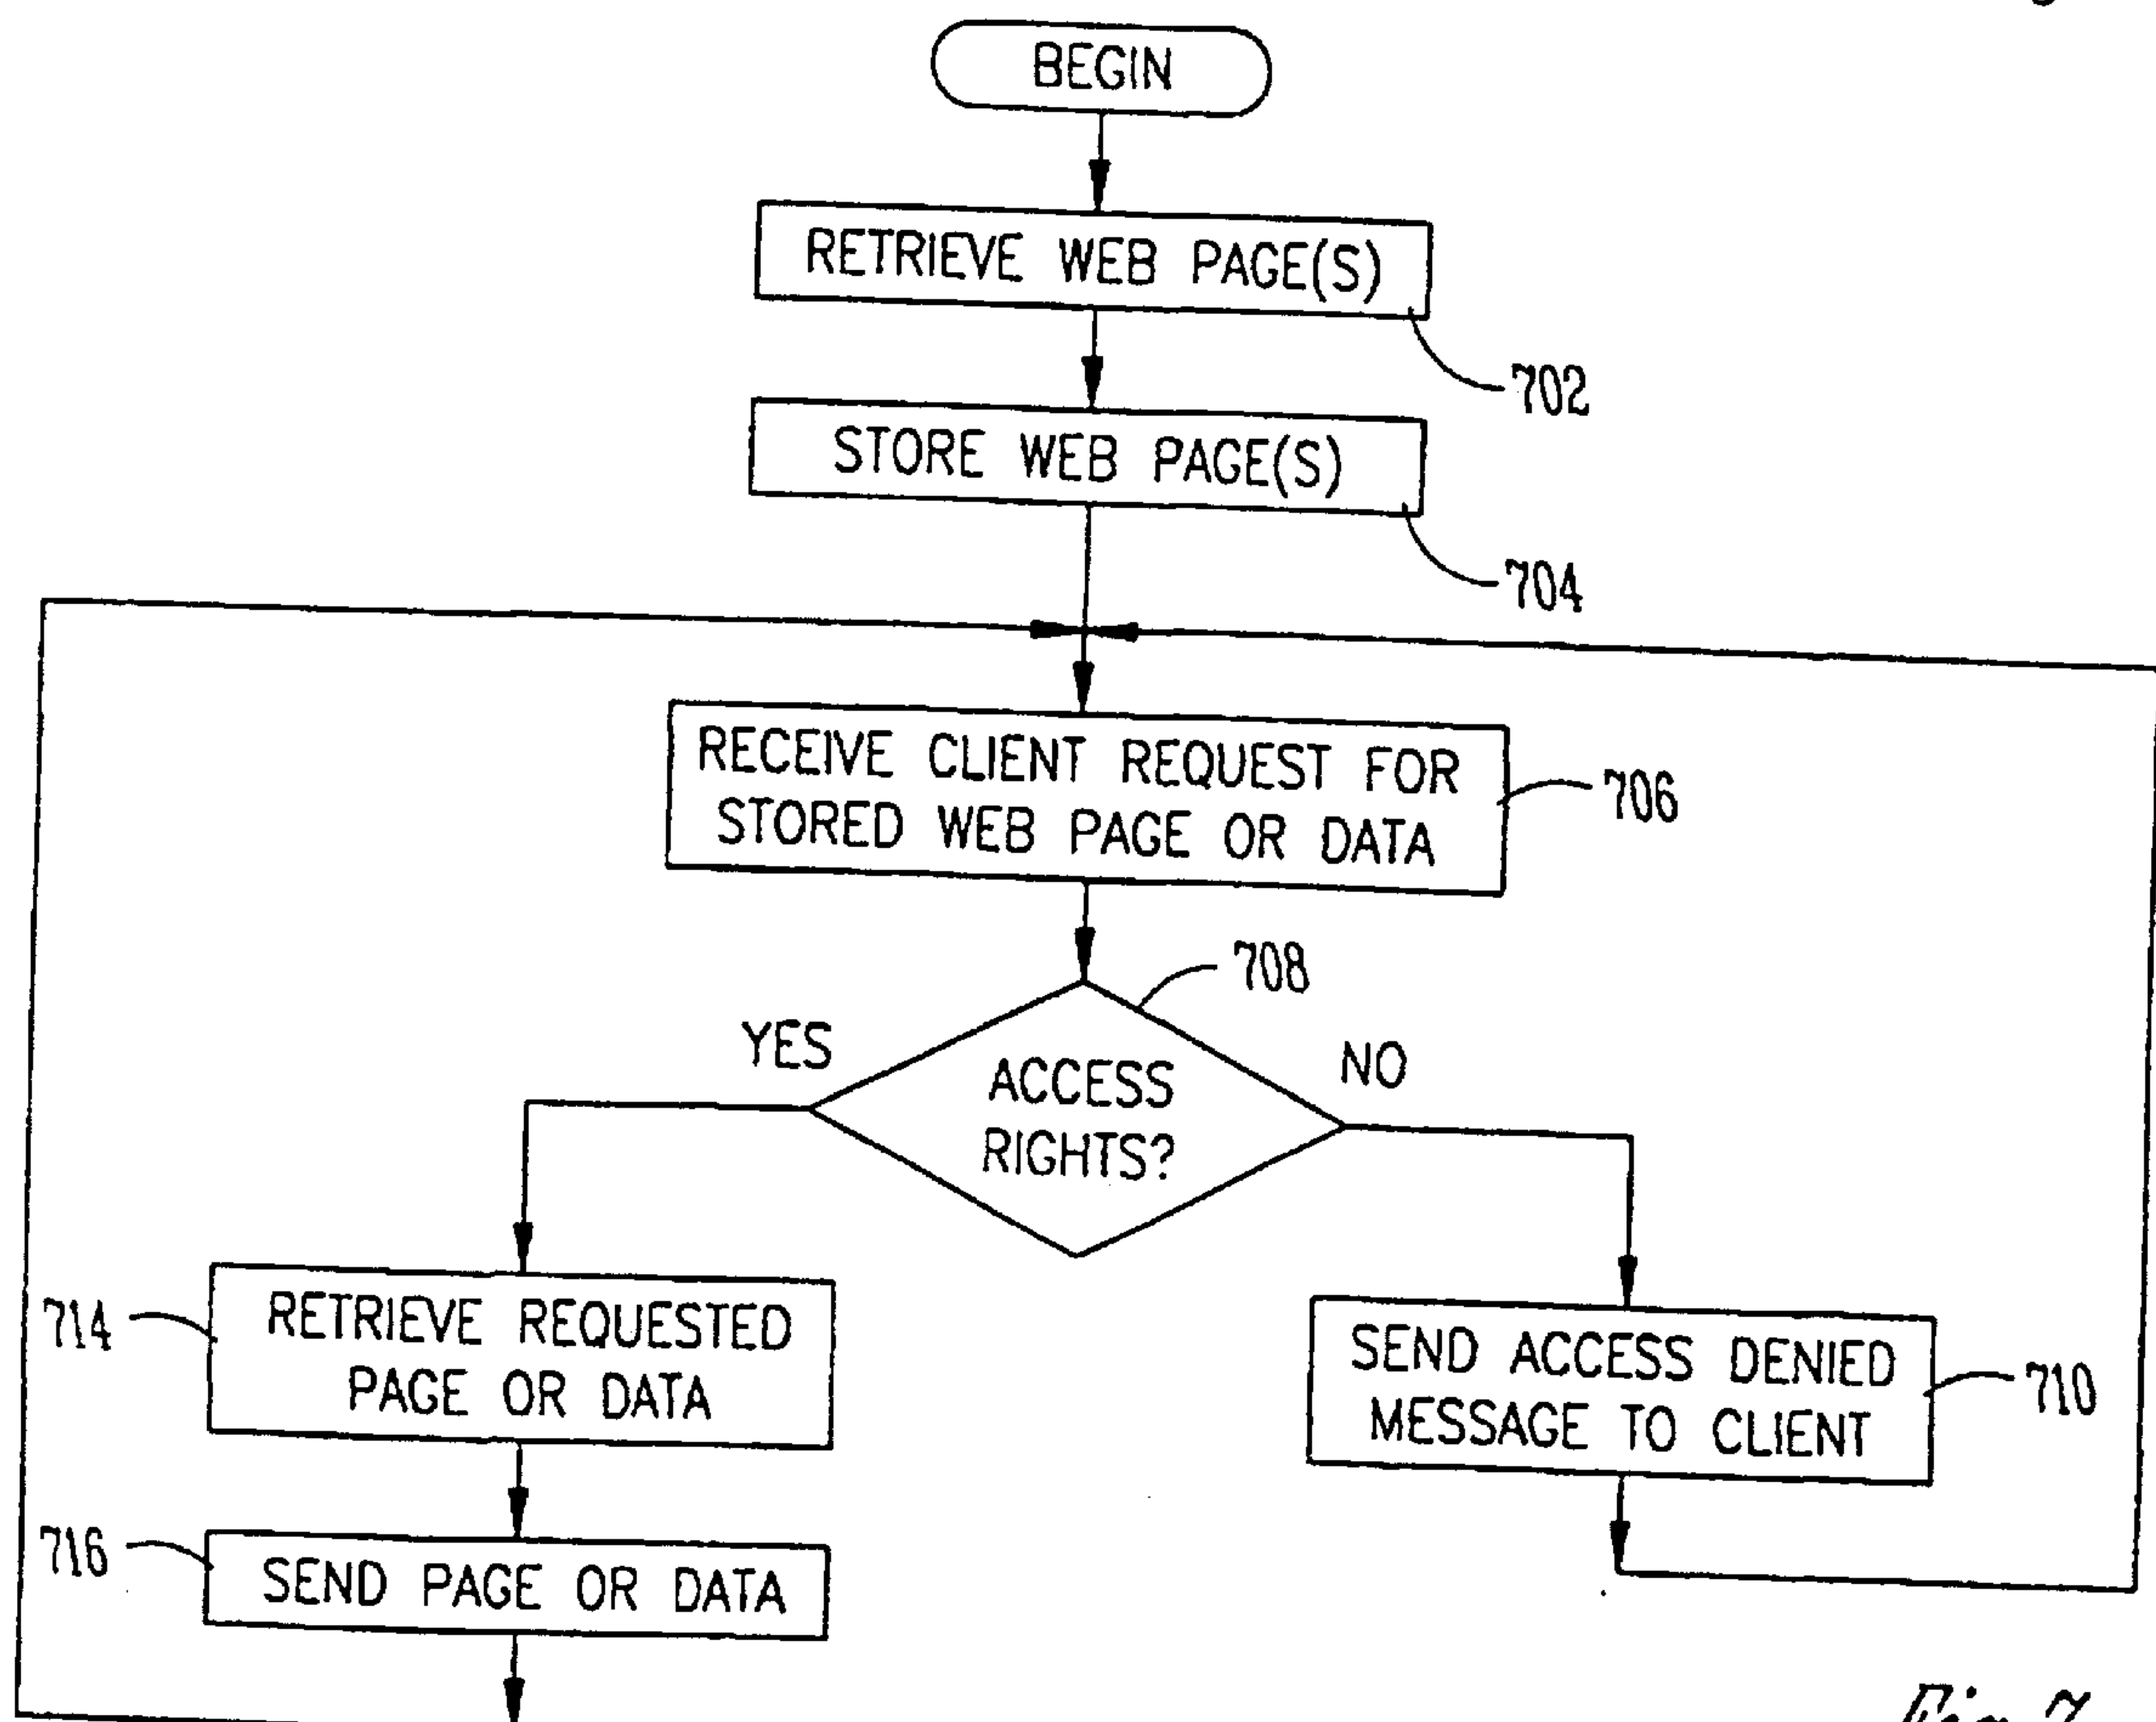 BEGIN
RETRIEVE WEB PAGE(S)
702
STORE WEB PAGE(S)
704
RECEIVE CLIENT REQUEST FOR
STORED WEB PAGE OR DATA
706
708
YES
NO
ACCESS
RIGHTS?
714
RETRIEVE REQUESTED
PAGE OR DATA
SEND ACCESS DENIED
MESSAGE TO CLIENT
710
716
SEND PAGE OR DATA